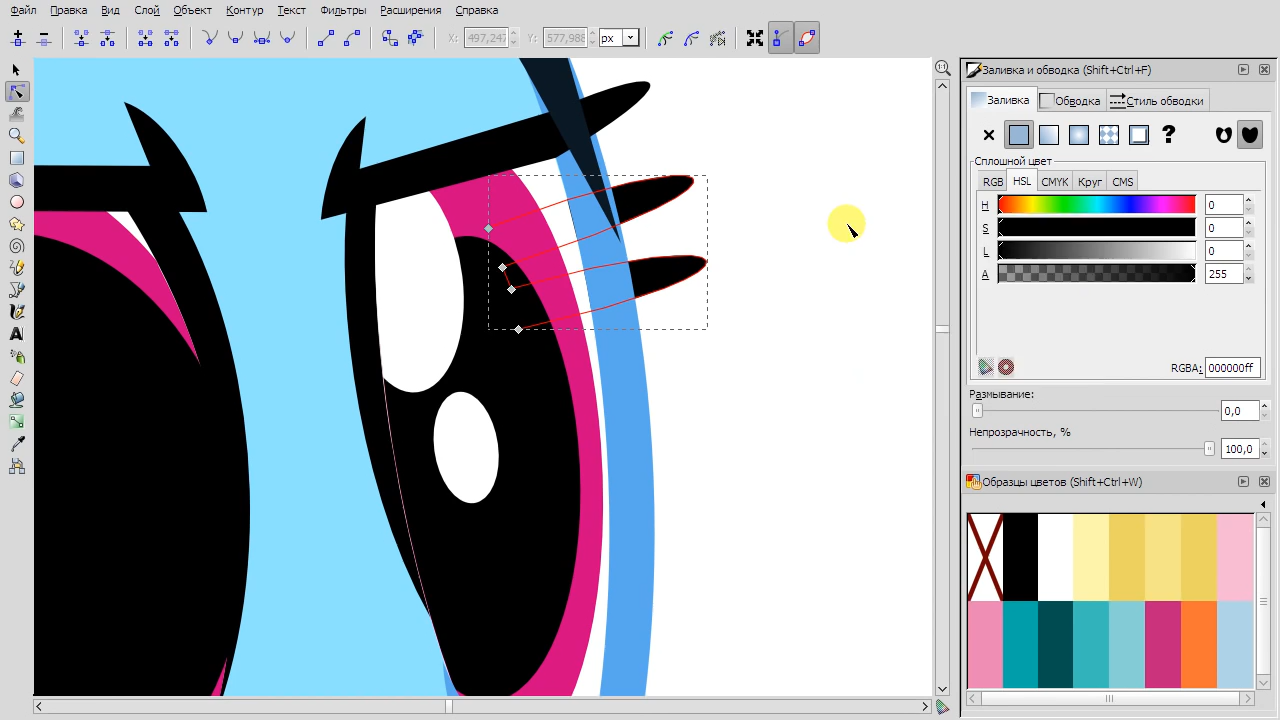 Файл Правка Вид Слой Объект Контур Текст Фильтры Расширения Справка
X: 497,247 Y: 577,988 px
1:1
Заливка и обводка (Shift+Ctrl+F)
Заливка Обводка Стиль обводки
?
Сплошной цвет
RGB HSL CMYK Круг CMS
H 0
S 0
L 0
A 255
RGBA: 000000ff
Размывание:
0,0
Непрозрачность, %
100,0
Образцы цветов (Shift+Ctrl+W)
A